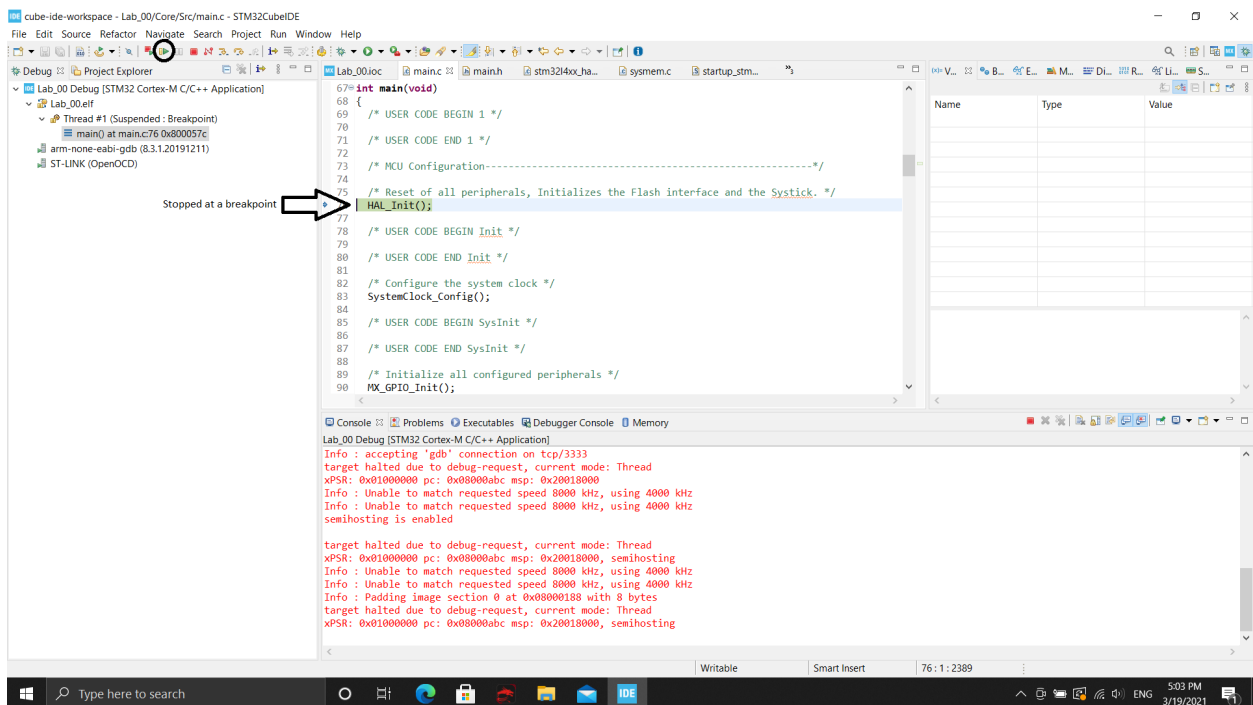 cube-ide-workspace - Lab_00/Core/Src/main.c - STM32CubeIDE
File Edit Source Refactor Navigate Search Project Run Window Help
Debug Project Explorer
Lab_00 Debug [STM32 Cortex-M C/C++ Application]
Lab_00.elf
Thread #1 (Suspended : Breakpoint)
main() at main.c:76 0x800057c
arm-none-eabi-gdb (8.3.1.20191211)
ST-LINK (OpenOCD)
Stopped at a breakpoint
Lab_00.ioc main.c main.h stm32l4xx_ha... sysmem.c startup_stm... »3
67 int main(void)
68 {
69 /* USER CODE BEGIN 1 */
70
71 /* USER CODE END 1 */
72
73 /* MCU Configuration--------------------------------------------------------*/
74
75 /* Reset of all peripherals, Initializes the Flash interface and the Systick. */
HAL_Init();
77
78 /* USER CODE BEGIN Init */
79
80 /* USER CODE END Init */
81
82 /* Configure the system clock */
83 SystemClock_Config();
84
85 /* USER CODE BEGIN SysInit */
86
87 /* USER CODE END SysInit */
88
89 /* Initialize all configured peripherals */
90 MX_GPIO_Init();
V... B... E... M... Di... R... Li... S...
Name Type Value
Console Problems Executables Debugger Console Memory
Lab_00 Debug [STM32 Cortex-M C/C++ Application]
Info : accepting 'gdb' connection on tcp/3333
target halted due to debug-request, current mode: Thread
xPSR: 0x01000000 pc: 0x08000abc msp: 0x20018000
Info : Unable to match requested speed 8000 kHz, using 4000 kHz
Info : Unable to match requested speed 8000 kHz, using 4000 kHz
semihosting is enabled
target halted due to debug-request, current mode: Thread
xPSR: 0x01000000 pc: 0x08000abc msp: 0x20018000, semihosting
Info : Unable to match requested speed 8000 kHz, using 4000 kHz
Info : Unable to match requested speed 8000 kHz, using 4000 kHz
Info : Padding image section 0 at 0x08000188 with 8 bytes
target halted due to debug-request, current mode: Thread
xPSR: 0x01000000 pc: 0x08000abc msp: 0x20018000, semihosting
Writable Smart Insert 76 : 1 : 2389
Type here to search
IDE
ENG
5:03 PM
3/19/2021